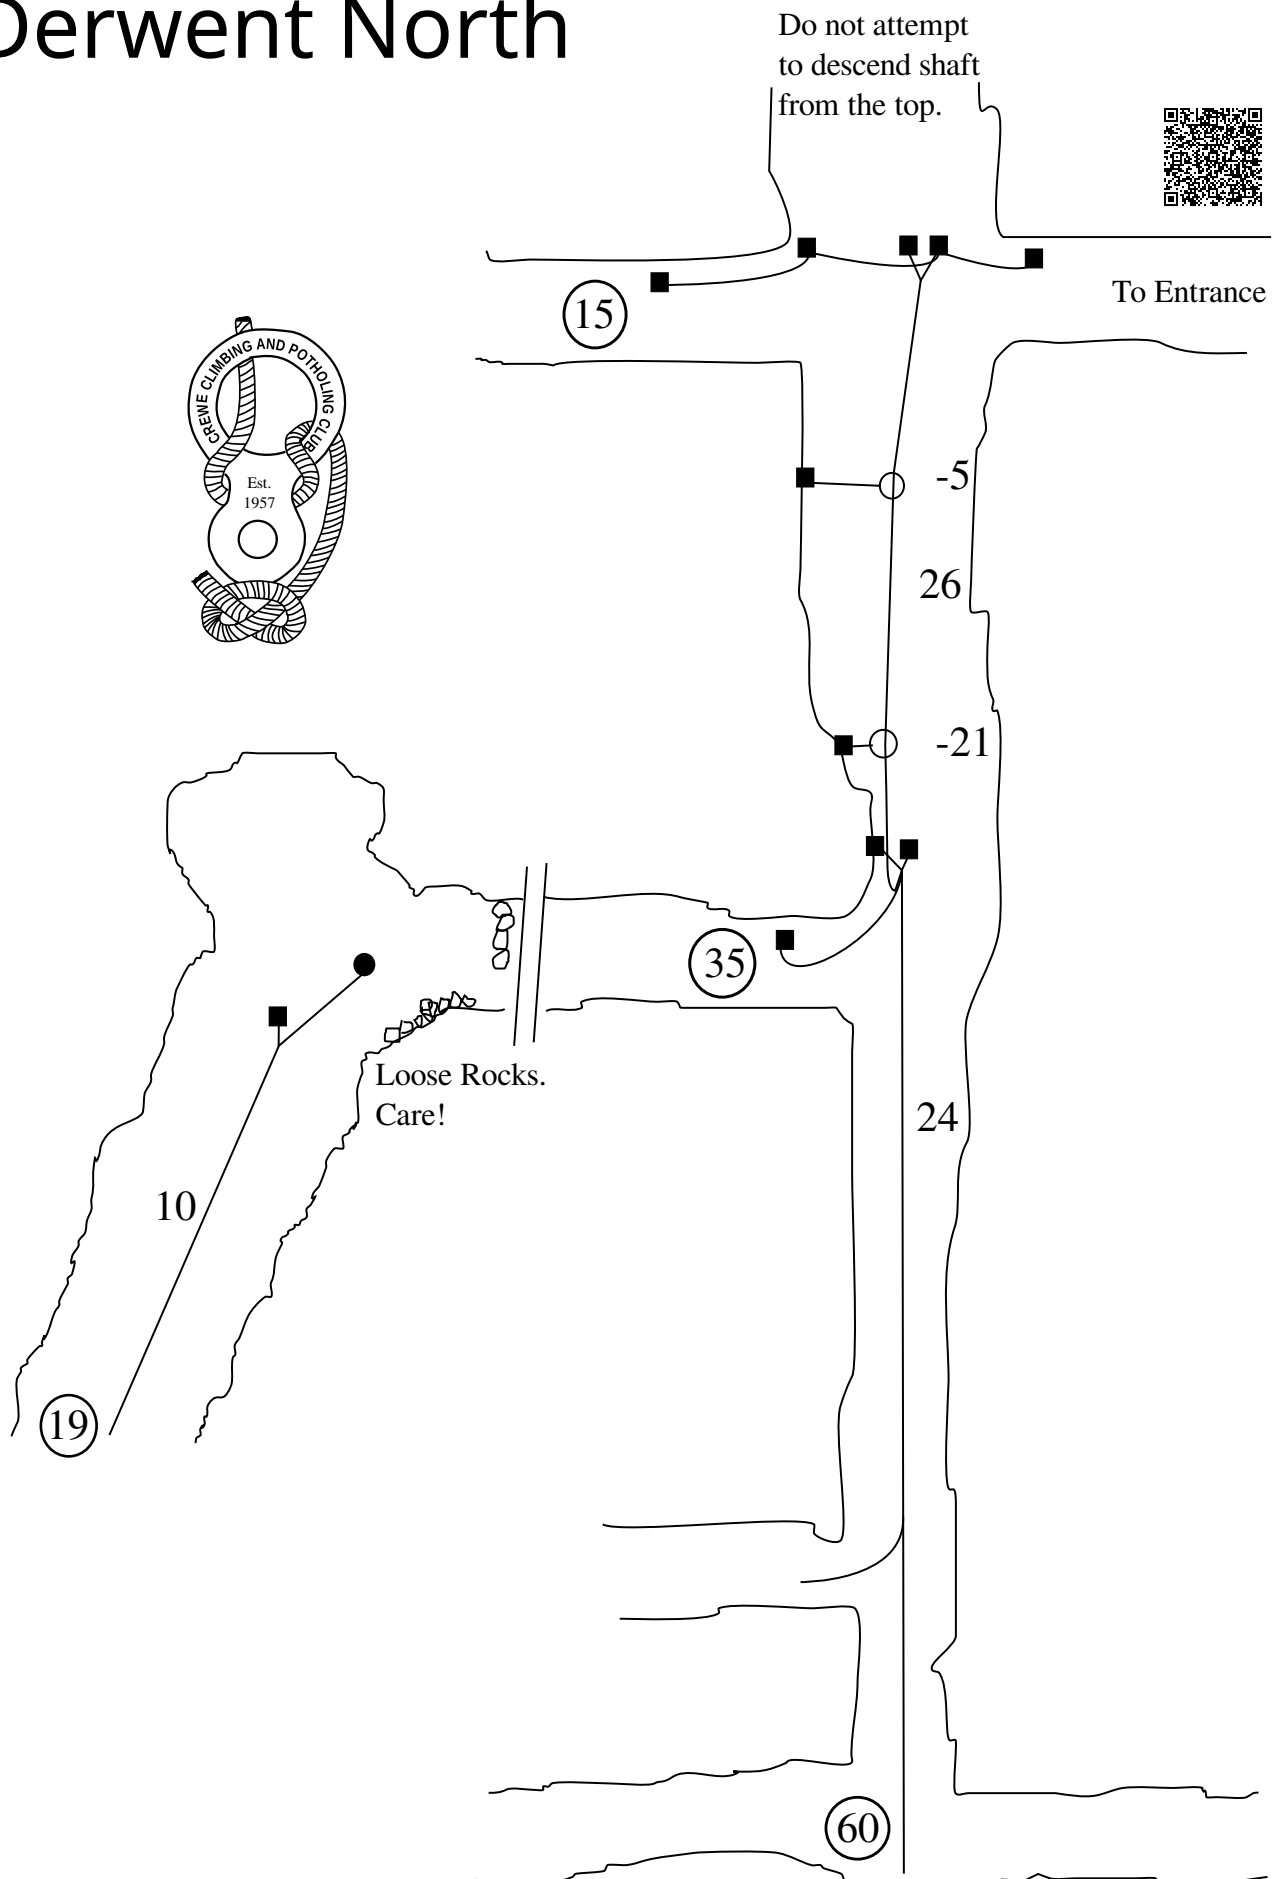 Derwent North
Do not attempt
to descend shaft
from the top.
To Entrance
15
CREWE CLIMBING AND POTHOLING CLUB
Est.
1957
-5
26
-21
35
Loose Rocks.
Care!
24
10
19
60